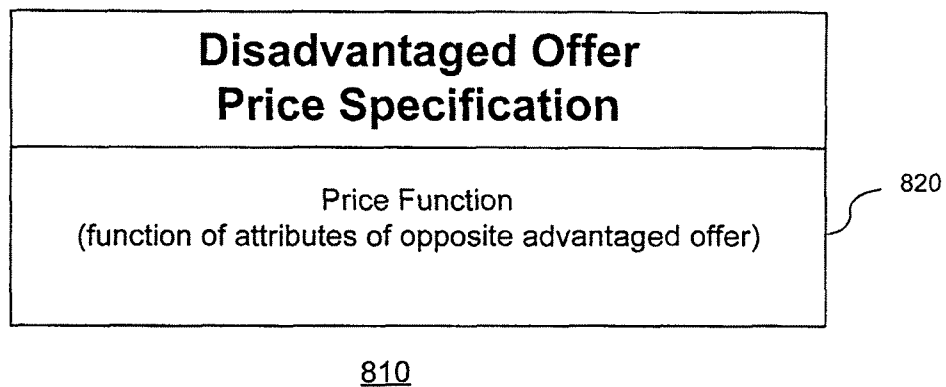 Disadvantaged Offer
Price Specification
Price Function
(function of attributes of opposite advantaged offer)
820
810